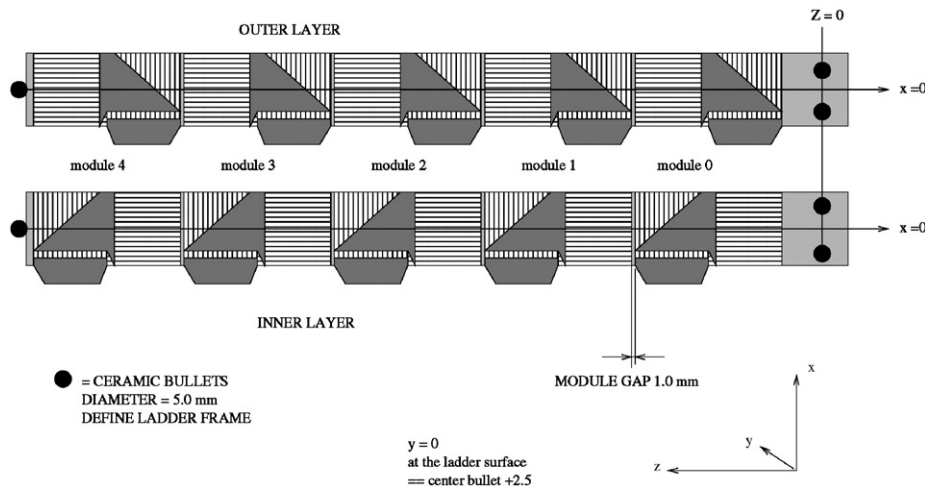 OUTER LAYER
Z = 0
x =0
module 4
module 3
module 2
module 1
module 0
x=0
INNER LAYER
= CERAMIC BULLETS
DIAMETER = 5.0 mm
DEFINE LADDER FRAME
MODULE GAP 1.0 mm
x
y
z
y = 0
at the ladder surface
== center bullet +2.5